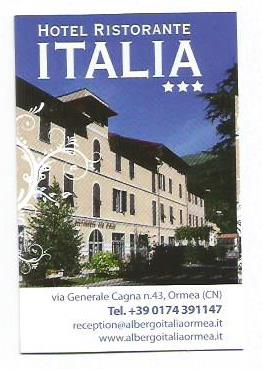 HOTEL RISTORANTE
ITALIA
via Generale Cagna n.43, Ormea (CN)
Tel. +39 0174 391147
reception@albergoitaliaormea.it
www.albergoitaliaormea.it